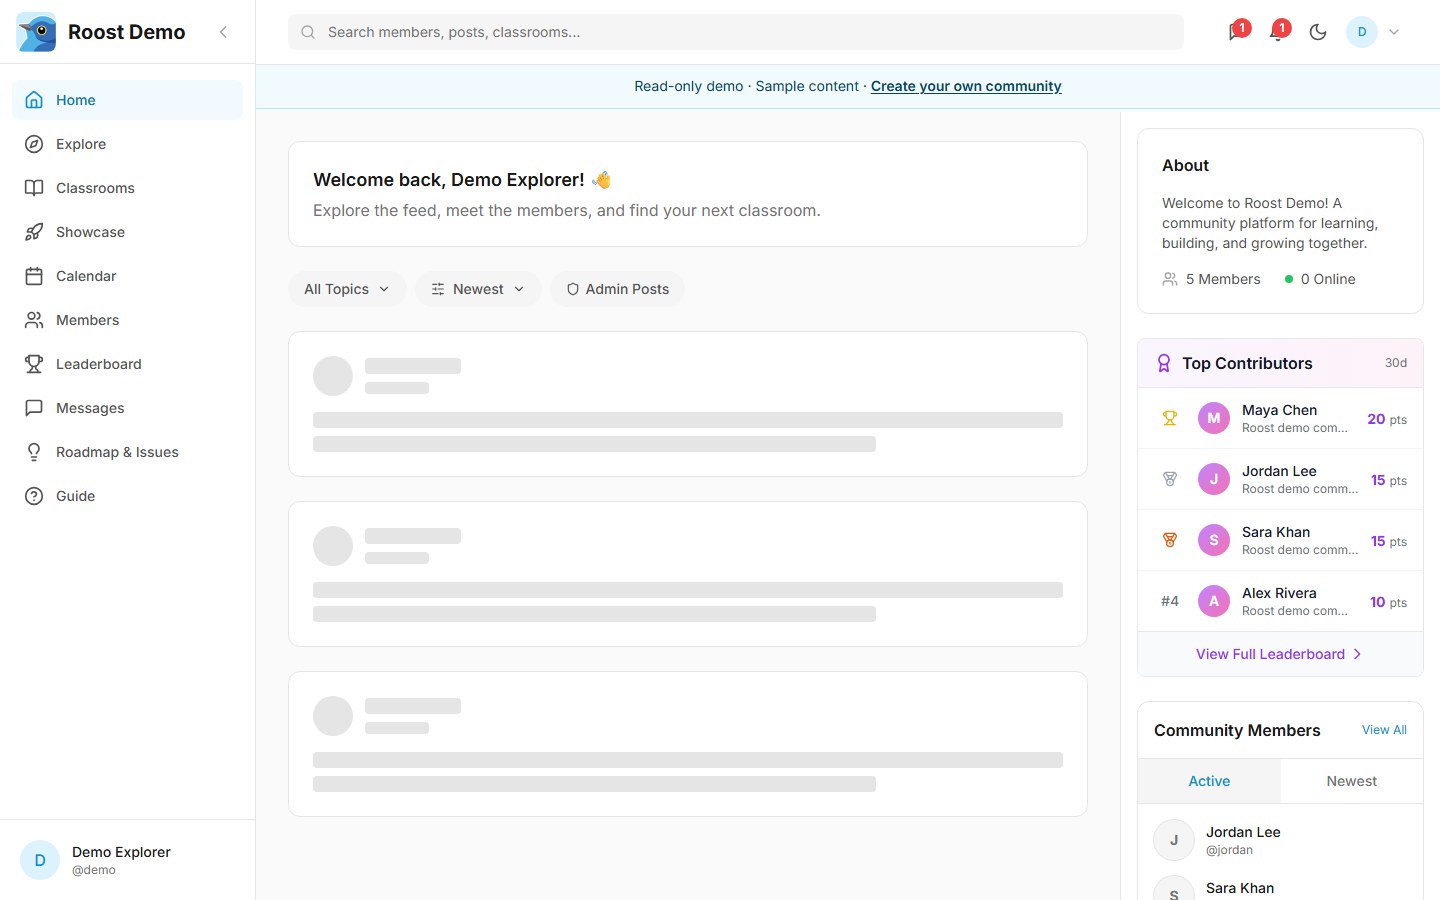 Roost Demo
Search members, posts, classrooms...
1
1
D
Read-only demo · Sample content · Create your own community
Home
Explore
Classrooms
Showcase
Calendar
Members
Leaderboard
Messages
Roadmap & Issues
Guide
D
Demo Explorer
@demo
Welcome back, Demo Explorer! 👋
Explore the feed, meet the members, and find your next classroom.
All Topics
Newest
Admin Posts
About
Welcome to Roost Demo! A
community platform for learning,
building, and growing together.
5 Members
0 Online
Top Contributors
30d
M
Maya Chen
Roost demo com...
20 pts
J
Jordan Lee
Roost demo comm...
15 pts
S
Sara Khan
Roost demo comm...
15 pts
#4
A
Alex Rivera
Roost demo com...
10 pts
View Full Leaderboard
Community Members
View All
Active
Newest
J
Jordan Lee
@jordan
S
Sara Khan